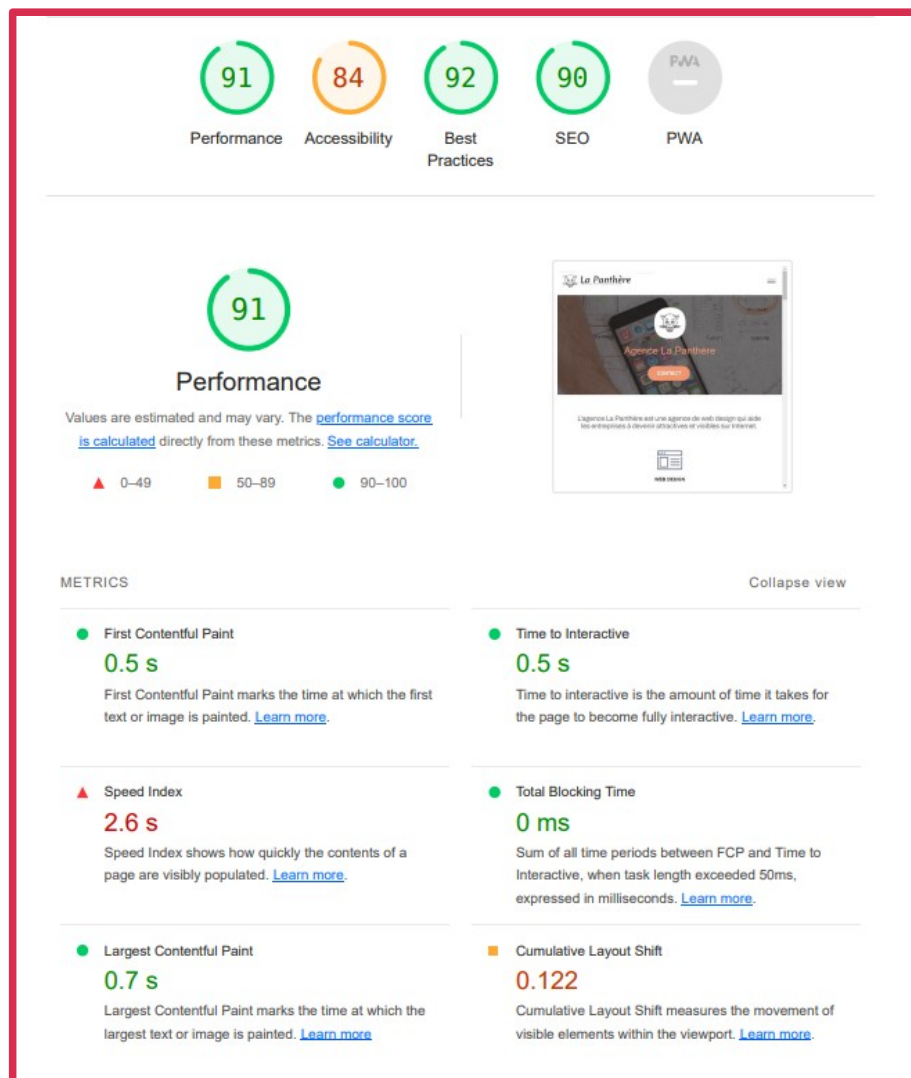 91
84
92
90
PWA
Performance
Accessibility
Best
Practices
SEO
PWA
91
Performance
Values are estimated and may vary. The performance score
is calculated directly from these metrics. See calculator.
0–49
50–89
90–100
La Panthère
Agence La Panthère
CONTACT
L'agence La Panthère est une agence de web design qui aide
les entreprises à devenir attractives et visibles sur Internet.
WEB DESIGN
METRICS
Collapse view
First Contentful Paint
0.5 s
First Contentful Paint marks the time at which the first
text or image is painted. Learn more.
Time to Interactive
0.5 s
Time to interactive is the amount of time it takes for
the page to become fully interactive. Learn more.
Speed Index
2.6 s
Speed Index shows how quickly the contents of a
page are visibly populated. Learn more.
Total Blocking Time
0 ms
Sum of all time periods between FCP and Time to
Interactive, when task length exceeded 50ms,
expressed in milliseconds. Learn more.
Largest Contentful Paint
0.7 s
Largest Contentful Paint marks the time at which the
largest text or image is painted. Learn more
Cumulative Layout Shift
0.122
Cumulative Layout Shift measures the movement of
visible elements within the viewport. Learn more.